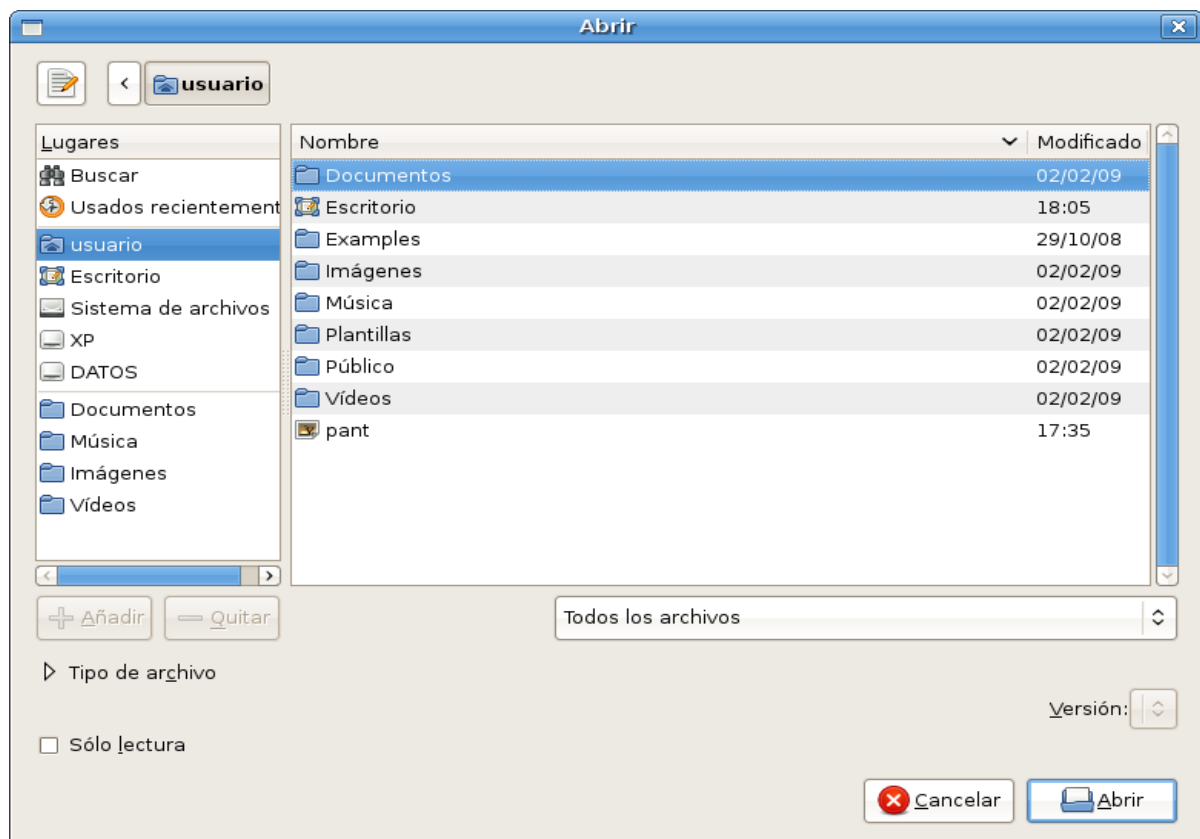 Abrir
usuario
Lugares
Buscar
Usados recientement
usuario
Escritorio
Sistema de archivos
XP
DATOS
Documentos
Música
Imágenes
Vídeos
Nombre Modificado
Documentos 02/02/09
Escritorio 18:05
Examples 29/10/08
Imágenes 02/02/09
Música 02/02/09
Plantillas 02/02/09
Público 02/02/09
Vídeos 02/02/09
pant 17:35
Añadir Quitar Todos los archivos
Tipo de archivo
Versión:
Sólo lectura
Cancelar Abrir